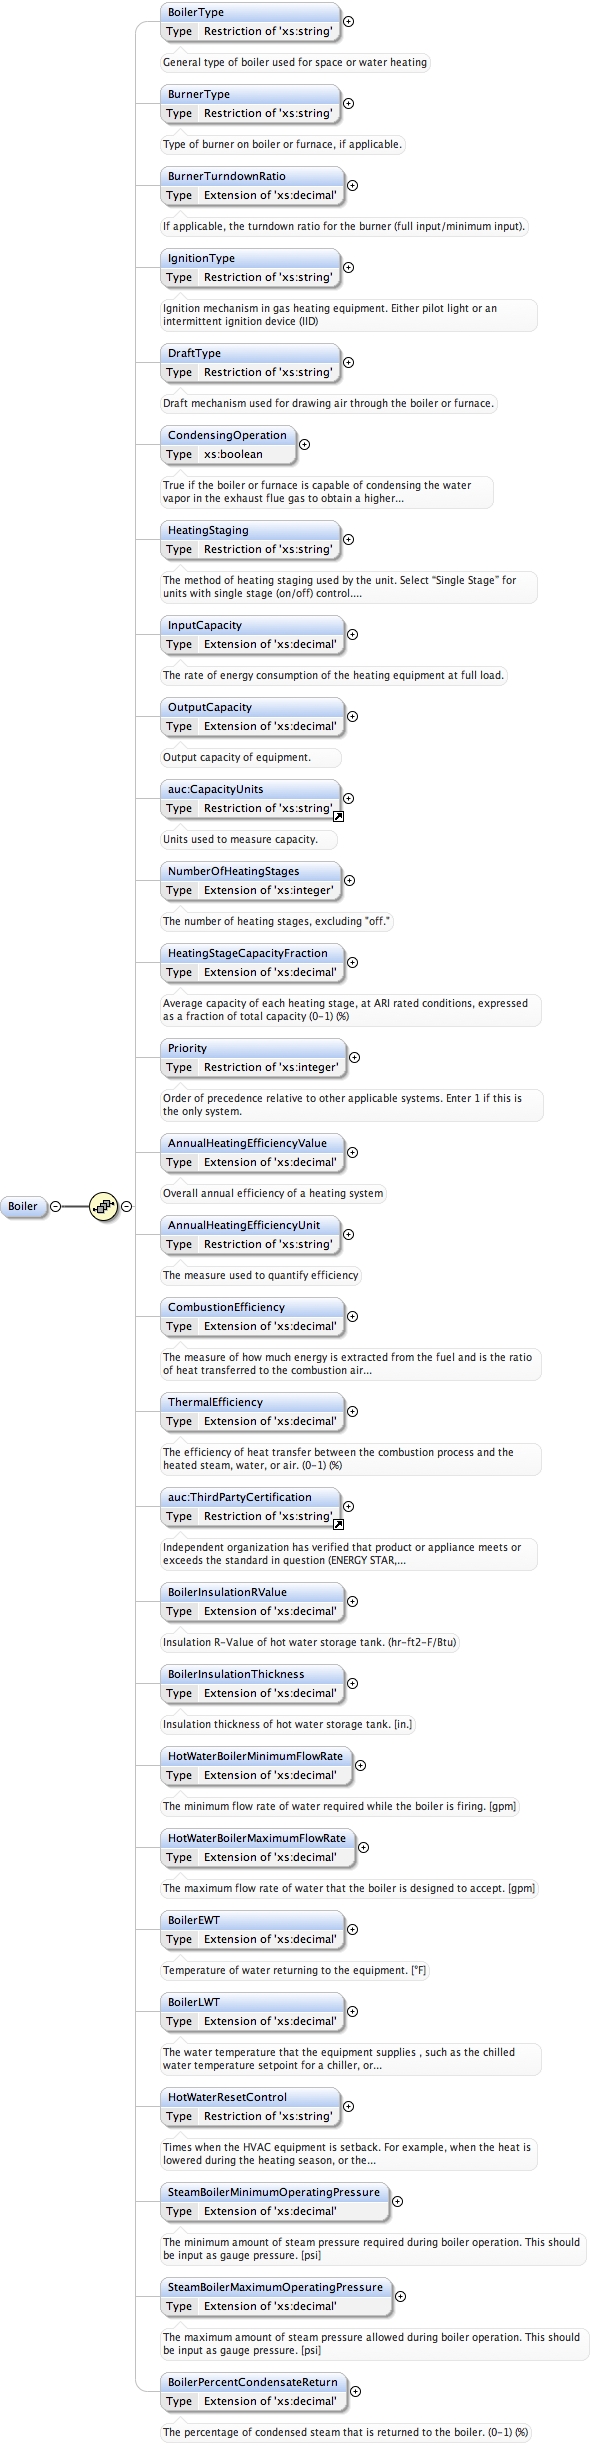 BoilerType
Type Restriction of 'xs:string'
General type of boiler used for space or water heating
BurnerType
Type Restriction of 'xs:string'
Type of burner on boiler or furnace, if applicable.
BurnerTurndownRatio
Type Extension of 'xs:decimal'
If applicable, the turndown ratio for the burner (full input/minimum input).
IgnitionType
Type Restriction of 'xs:string'
Ignition mechanism in gas heating equipment. Either pilot light or an
intermittent ignition device (IID)
DraftType
Type Restriction of 'xs:string'
Draft mechanism used for drawing air through the boiler or furnace.
CondensingOperation
Type xs:boolean
True if the boiler or furnace is capable of condensing the water
vapor in the exhaust flue gas to obtain a higher...
HeatingStaging
Type Restriction of 'xs:string'
The method of heating staging used by the unit. Select “Single Stage” for
units with single stage (on/off) control....
InputCapacity
Type Extension of 'xs:decimal'
The rate of energy consumption of the heating equipment at full load.
OutputCapacity
Type Extension of 'xs:decimal'
Output capacity of equipment.
auc:CapacityUnits
Type Restriction of 'xs:string'
Units used to measure capacity.
NumberOfHeatingStages
Type Extension of 'xs:integer'
The number of heating stages, excluding "off."
HeatingStageCapacityFraction
Type Extension of 'xs:decimal'
Average capacity of each heating stage, at ARI rated conditions, expressed
as a fraction of total capacity (0-1) (%)
Priority
Type Restriction of 'xs:integer'
Order of precedence relative to other applicable systems. Enter 1 if this is
the only system.
AnnualHeatingEfficiencyValue
Type Extension of 'xs:decimal'
Overall annual efficiency of a heating system
Boiler
AnnualHeatingEfficiencyUnit
Type Restriction of 'xs:string'
The measure used to quantify efficiency
CombustionEfficiency
Type Extension of 'xs:decimal'
The measure of how much energy is extracted from the fuel and is the ratio
of heat transferred to the combustion air...
ThermalEfficiency
Type Extension of 'xs:decimal'
The efficiency of heat transfer between the combustion process and the
heated steam, water, or air. (0-1) (%)
auc:ThirdPartyCertification
Type Restriction of 'xs:string'
Independent organization has verified that product or appliance meets or
exceeds the standard in question (ENERGY STAR,...
BoilerInsulationRValue
Type Extension of 'xs:decimal'
Insulation R-Value of hot water storage tank. (hr-ft2-F/Btu)
BoilerInsulationThickness
Type Extension of 'xs:decimal'
Insulation thickness of hot water storage tank. [in.]
HotWaterBoilerMinimumFlowRate
Type Extension of 'xs:decimal'
The minimum flow rate of water required while the boiler is firing. [gpm]
HotWaterBoilerMaximumFlowRate
Type Extension of 'xs:decimal'
The maximum flow rate of water that the boiler is designed to accept. [gpm]
BoilerEWT
Type Extension of 'xs:decimal'
Temperature of water returning to the equipment. [°F]
BoilerLWT
Type Extension of 'xs:decimal'
The water temperature that the equipment supplies , such as the chilled
water temperature setpoint for a chiller, or...
HotWaterResetControl
Type Restriction of 'xs:string'
Times when the HVAC equipment is setback. For example, when the heat is
lowered during the heating season, or the...
SteamBoilerMinimumOperatingPressure
Type Extension of 'xs:decimal'
The minimum amount of steam pressure required during boiler operation. This should
be input as gauge pressure. [psi]
SteamBoilerMaximumOperatingPressure
Type Extension of 'xs:decimal'
The maximum amount of steam pressure allowed during boiler operation. This should
be input as gauge pressure. [psi]
BoilerPercentCondensateReturn
Type Extension of 'xs:decimal'
The percentage of condensed steam that is returned to the boiler. (0-1) (%)